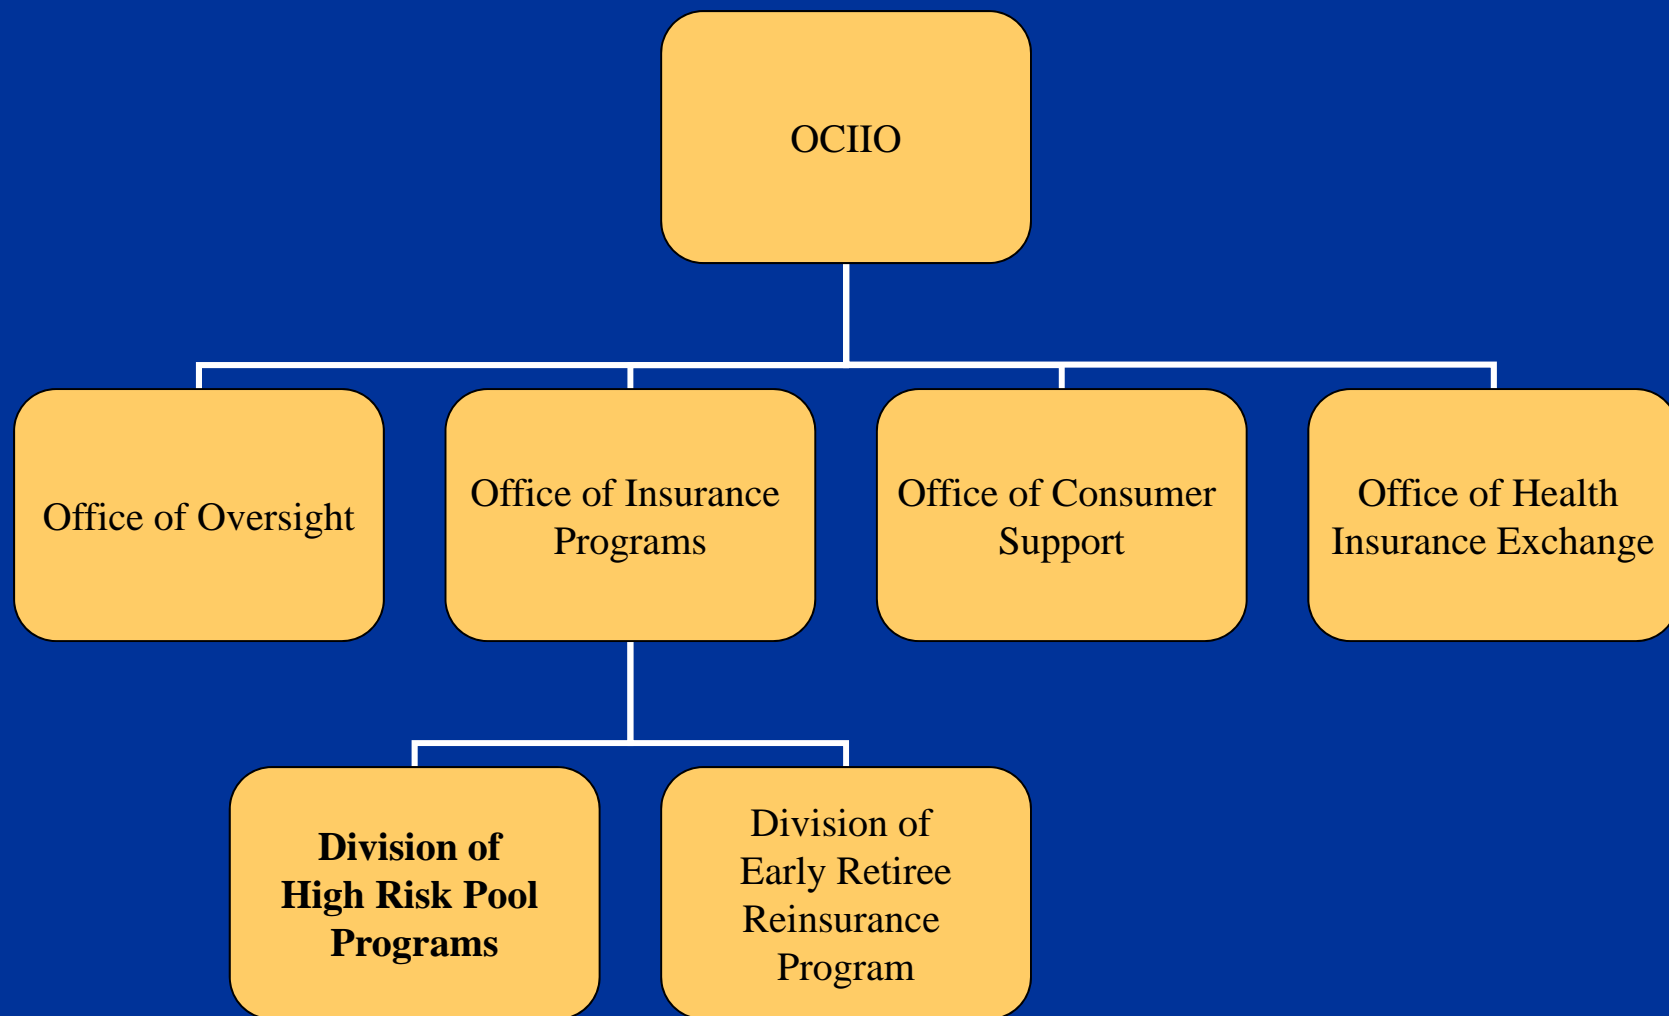 OCIIO
Office of Oversight
Office of Insurance
Programs
Office of Consumer
Support
Office of Health
Insurance Exchange
Division of
High Risk Pool
Programs
Division of
Early Retiree
Reinsurance
Program